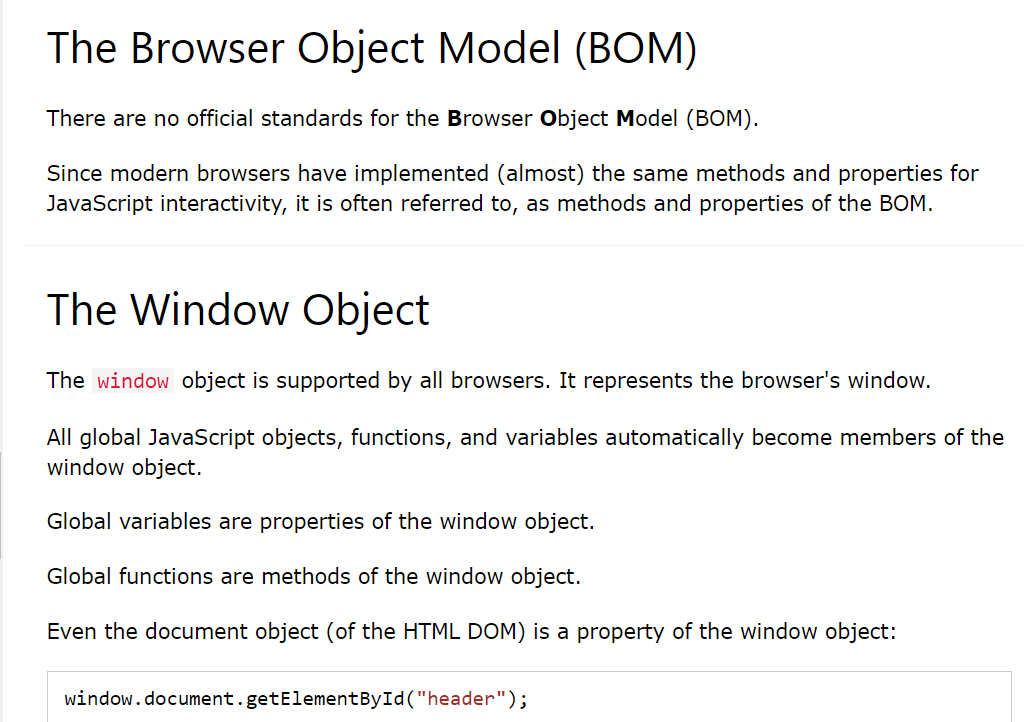 The Browser Object Model (BOM)
There are no official standards for the Browser Object Model (BOM).
Since modern browsers have implemented (almost) the same methods and properties for
JavaScript interactivity, it is often referred to, as methods and properties of the BOM.
The Window Object
The window object is supported by all browsers. It represents the browser's window.
All global JavaScript objects, functions, and variables automatically become members of the
window object.
Global variables are properties of the window object.
Global functions are methods of the window object.
Even the document object (of the HTML DOM) is a property of the window object:
window.document.getElementById("header");